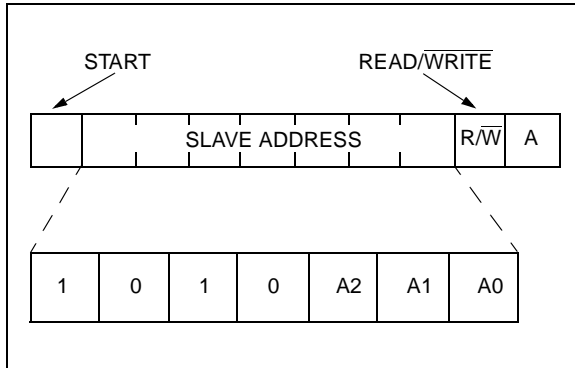 START READ/WRITE
SLAVE ADDRESS R/W A
1 0 1 0 A2 A1 A0